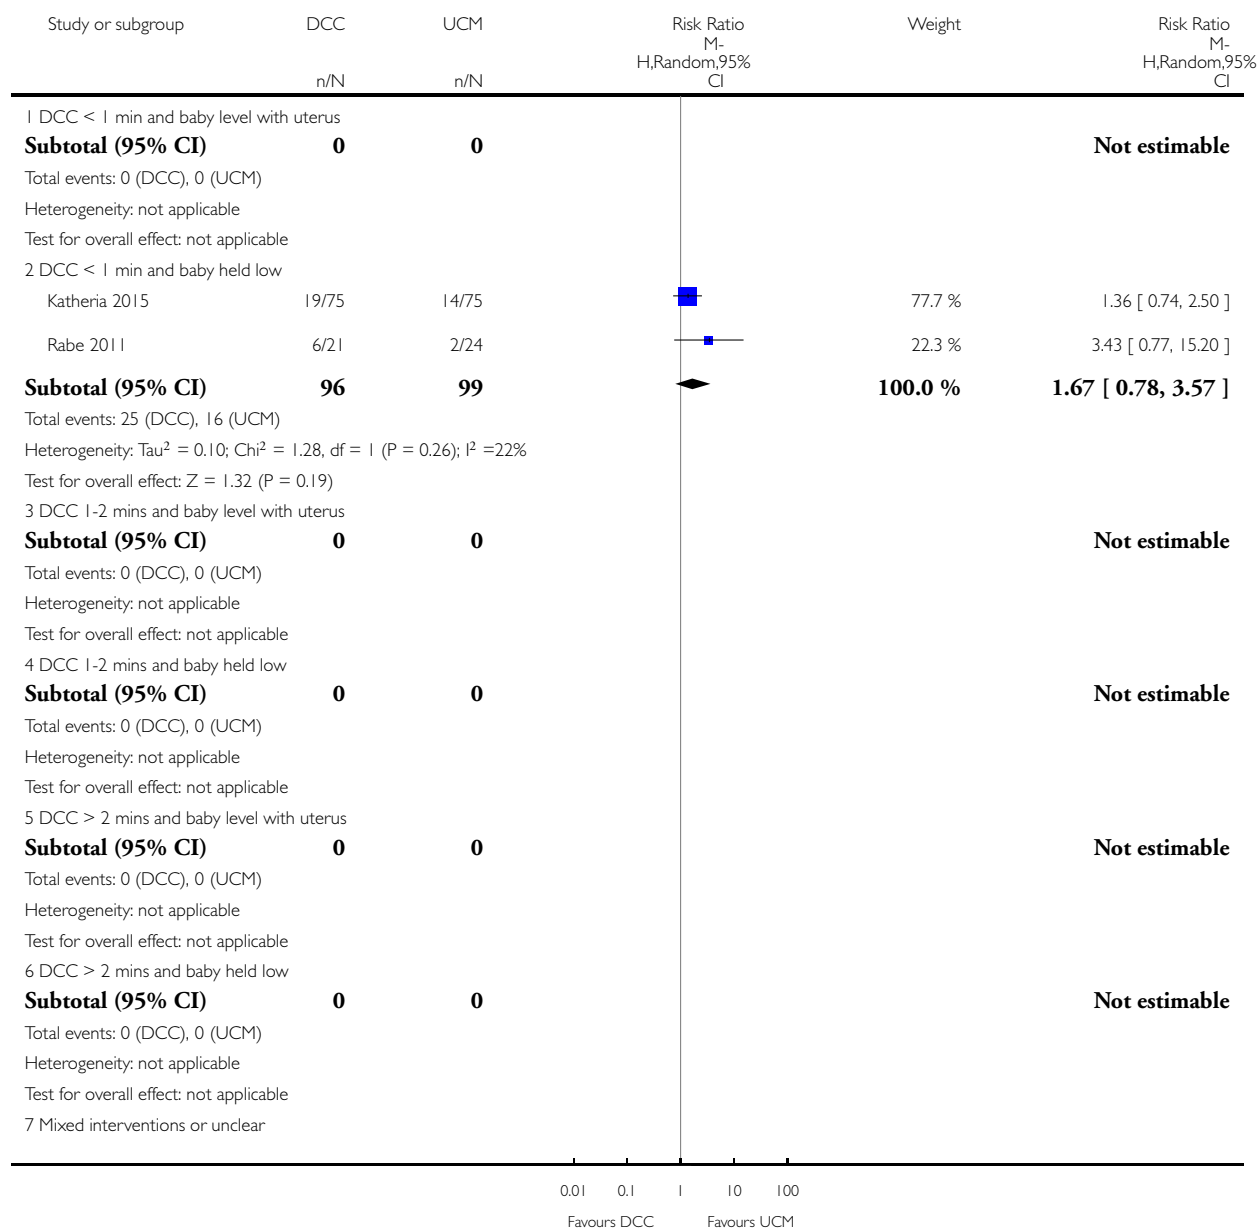 Study or subgroup DCC UCM Risk Ratio Weight Risk Ratio
M- M-
H,Random,95% H,Random,95%
n/N n/N CI CI
1 DCC < 1 min and baby level with uterus
Subtotal (95% CI) 0 0 Not estimable
Total events: 0 (DCC), 0 (UCM)
Heterogeneity: not applicable
Test for overall effect: not applicable
2 DCC < 1 min and baby held low
Katheria 2015 19/75 14/75 77.7 % 1.36 [ 0.74, 2.50 ]
Rabe 2011 6/21 2/24 22.3 % 3.43 [ 0.77, 15.20 ]
Subtotal (95% CI) 96 99 100.0 % 1.67 [ 0.78, 3.57 ]
Total events: 25 (DCC), 16 (UCM)
Heterogeneity: Tau² = 0.10; Chi² = 1.28, df = 1 (P = 0.26); I² =22%
Test for overall effect: Z = 1.32 (P = 0.19)
3 DCC 1-2 mins and baby level with uterus
Subtotal (95% CI) 0 0 Not estimable
Total events: 0 (DCC), 0 (UCM)
Heterogeneity: not applicable
Test for overall effect: not applicable
4 DCC 1-2 mins and baby held low
Subtotal (95% CI) 0 0 Not estimable
Total events: 0 (DCC), 0 (UCM)
Heterogeneity: not applicable
Test for overall effect: not applicable
5 DCC > 2 mins and baby level with uterus
Subtotal (95% CI) 0 0 Not estimable
Total events: 0 (DCC), 0 (UCM)
Heterogeneity: not applicable
Test for overall effect: not applicable
6 DCC > 2 mins and baby held low
Subtotal (95% CI) 0 0 Not estimable
Total events: 0 (DCC), 0 (UCM)
Heterogeneity: not applicable
Test for overall effect: not applicable
7 Mixed interventions or unclear
0.01 0.1 1 10 100
Favours DCC Favours UCM